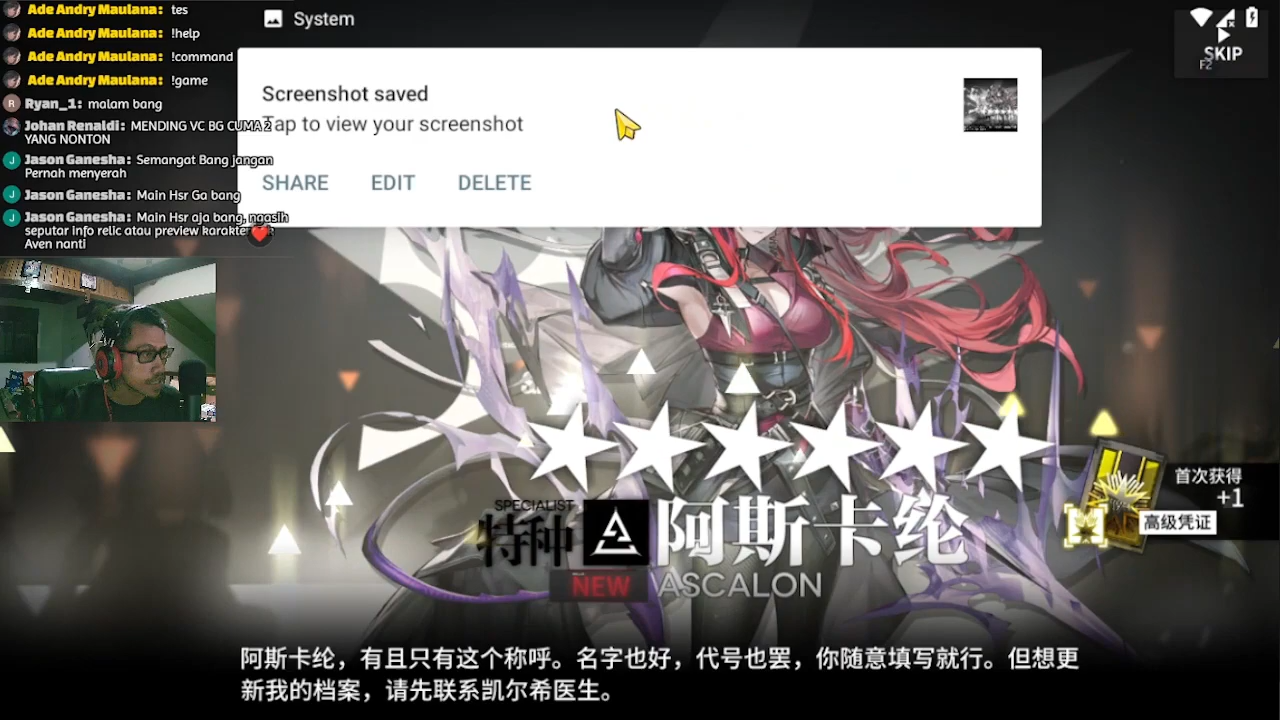 Ade Andry Maulana: tes
Ade Andry Maulana: !help
Ade Andry Maulana: !command
Ade Andry Maulana: !game
R Ryan_1: malam bang
Johan Renaldi: MENDING VC BG CUMA 2
YANG NONTON
J Jason Ganesha: Semangat Bang jangan
Pernah menyerah
J Jason Ganesha: Main Hsr Ga bang
J Jason Ganesha: Main Hsr aja bang, ngasih
seputar info relic atau preview karakter
Aven nanti
System
Screenshot saved
Tap to view your screenshot
SHARE EDIT DELETE
SKIP
F2
首次获得
+1
高级凭证
SPECIALIST
特种 阿斯卡纶
NEW ASCALON
阿斯卡纶，有且只有这个称呼。名字也好，代号也罢，你随意填写就行。但想更
新我的档案，请先联系凯尔希医生。